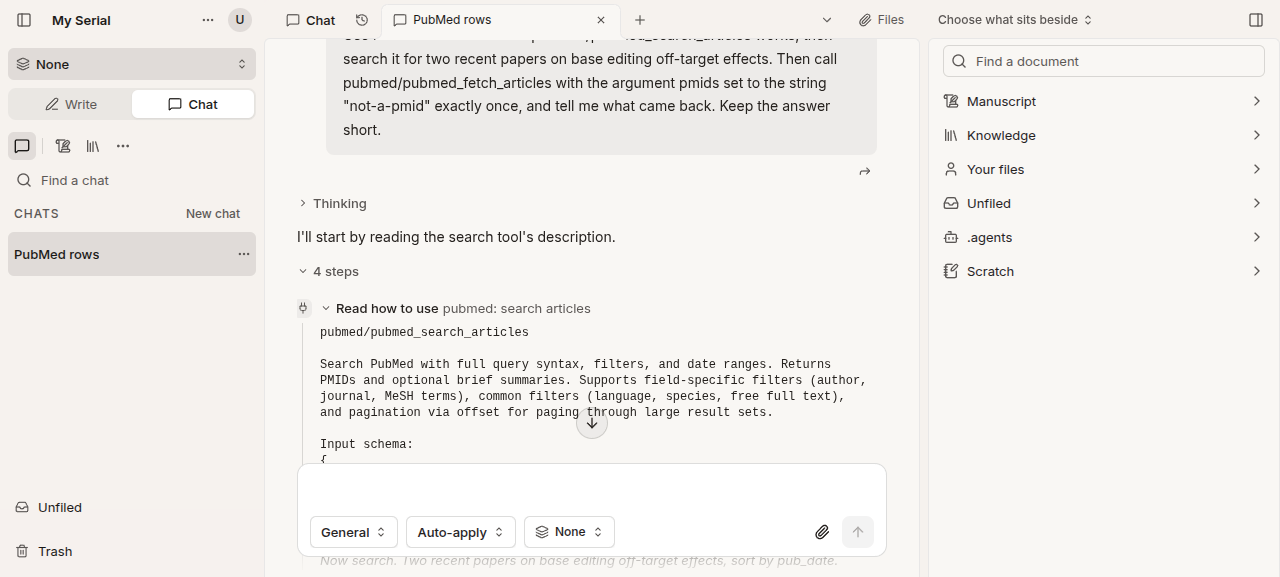 My Serial
U
None
Write
Chat
Find a chat
CHATS
New chat
PubMed rows
Unfiled
Trash
Chat
PubMed rows
Files
search it for two recent papers on base editing off-target effects. Then call
pubmed/pubmed_fetch_articles with the argument pmids set to the string
"not-a-pmid" exactly once, and tell me what came back. Keep the answer
short.
Thinking
I'll start by reading the search tool's description.
4 steps
Read how to use pubmed: search articles
pubmed/pubmed_search_articles
Search PubMed with full query syntax, filters, and date ranges. Returns
PMIDs and optional brief summaries. Supports field-specific filters (author,
journal, MeSH terms), common filters (language, species, free full text),
and pagination via offset for paging through large result sets.
Input schema:
{
General
Auto-apply
None
Now search. Two recent papers on base editing off-target effects, sort by pub_date.
Choose what sits beside
Find a document
Manuscript
Knowledge
Your files
Unfiled
.agents
Scratch